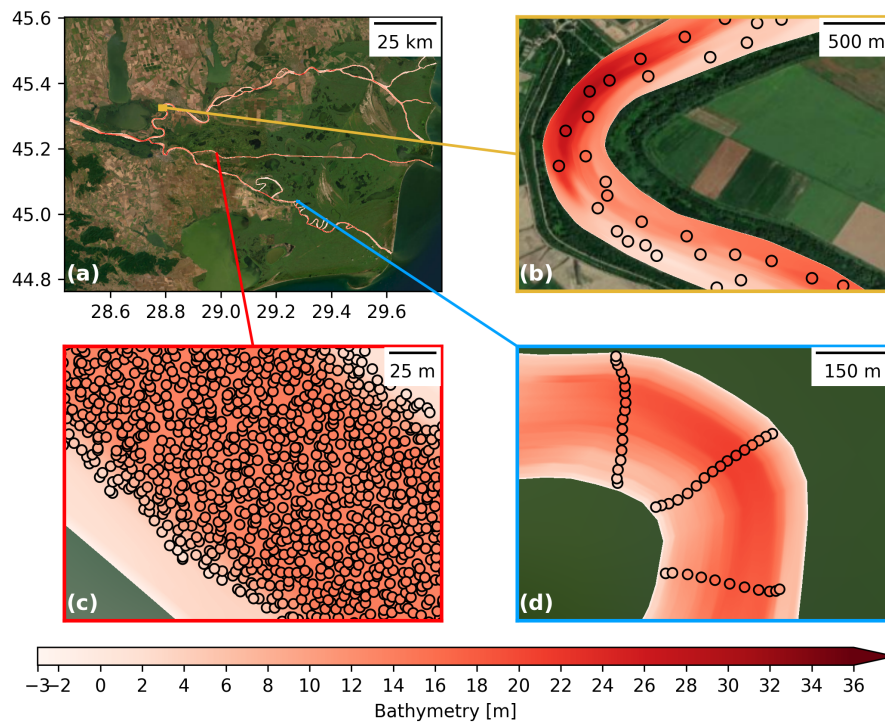 45.6
25 km
500 m
45.4
45.2
45.0
44.8
(a)
(b)
28.6 28.8 29.0 29.2 29.4 29.6
25 m
150 m
(c)
(d)
−3 −2 0 2 4 6 8 10 12 14 16 18 20 22 24 26 28 30 32 34 36
Bathymetry [m]